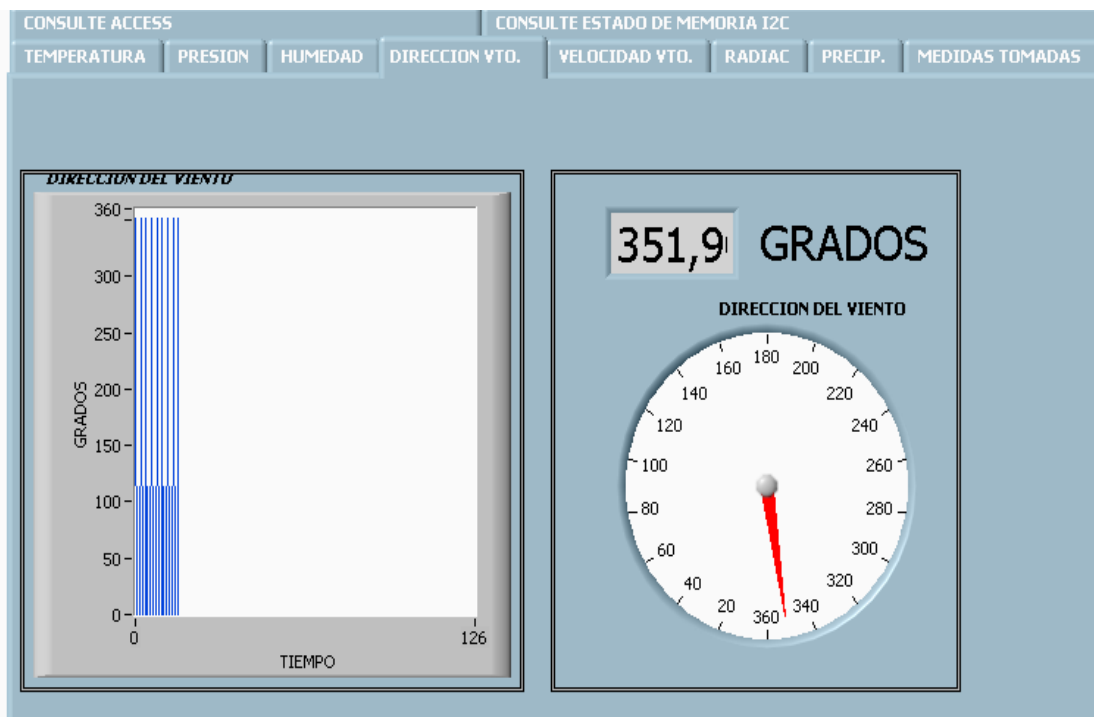 CONSULTE ACCESS
CONSULTE ESTADO DE MEMORIA I2C
TEMPERATURA
PRESION
HUMEDAD
DIRECCION VTO.
VELOCIDAD VTO.
RADIAC
PRECIP.
MEDIDAS TOMADAS
DIRECCION DEL VIENTO
360
300
250
200
150
100
50
0
GRADOS
0
126
TIEMPO
351,9
GRADOS
DIRECCION DEL VIENTO
20
40
60
80
100
120
140
160
180
200
220
240
260
280
300
320
340
360